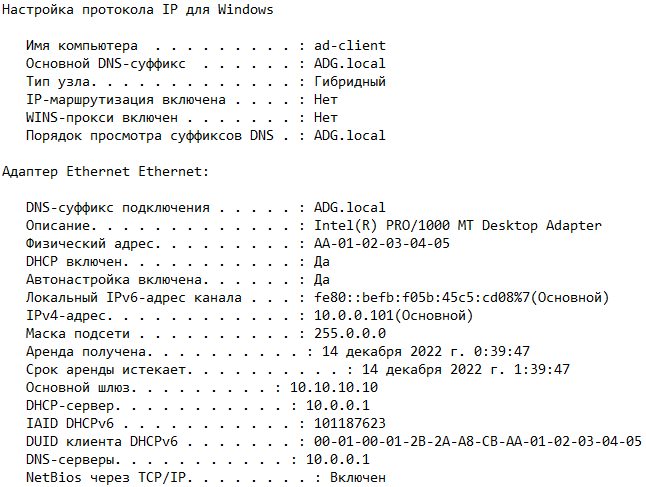 Настройка протокола IP для Windows
Имя компьютера . . . . . . . . . : ad-client
Основной DNS-суффикс . . . . . . : ADG.local
Тип узла. . . . . . . . . . . . . : Гибридный
IP-маршрутизация включена . . . . : Нет
WINS-прокси включен . . . . . . . : Нет
Порядок просмотра суффиксов DNS . : ADG.local
Адаптер Ethernet Ethernet:
DNS-суффикс подключения . . . . . : ADG.local
Описание. . . . . . . . . . . . . : Intel(R) PRO/1000 MT Desktop Adapter
Физический адрес. . . . . . . . . : AA-01-02-03-04-05
DHCP включен. . . . . . . . . . . : Да
Автонастройка включена. . . . . . : Да
Локальный IPv6-адрес канала . . . : fe80::befb:f05b:45c5:cd08%7(Основной)
IPv4-адрес. . . . . . . . . . . . : 10.0.0.101(Основной)
Маска подсети . . . . . . . . . . : 255.0.0.0
Аренда получена. . . . . . . . . . : 14 декабря 2022 г. 0:39:47
Срок аренды истекает. . . . . . . . . . : 14 декабря 2022 г. 1:39:47
Основной шлюз. . . . . . . . . : 10.10.10.10
DHCP-сервер. . . . . . . . . . . : 10.0.0.1
IAID DHCPv6 . . . . . . . . . . . : 101187623
DUID клиента DHCPv6 . . . . . . . : 00-01-00-01-2B-2A-A8-CB-AA-01-02-03-04-05
DNS-серверы. . . . . . . . . . . : 10.0.0.1
NetBios через TCP/IP. . . . . . . . : Включен